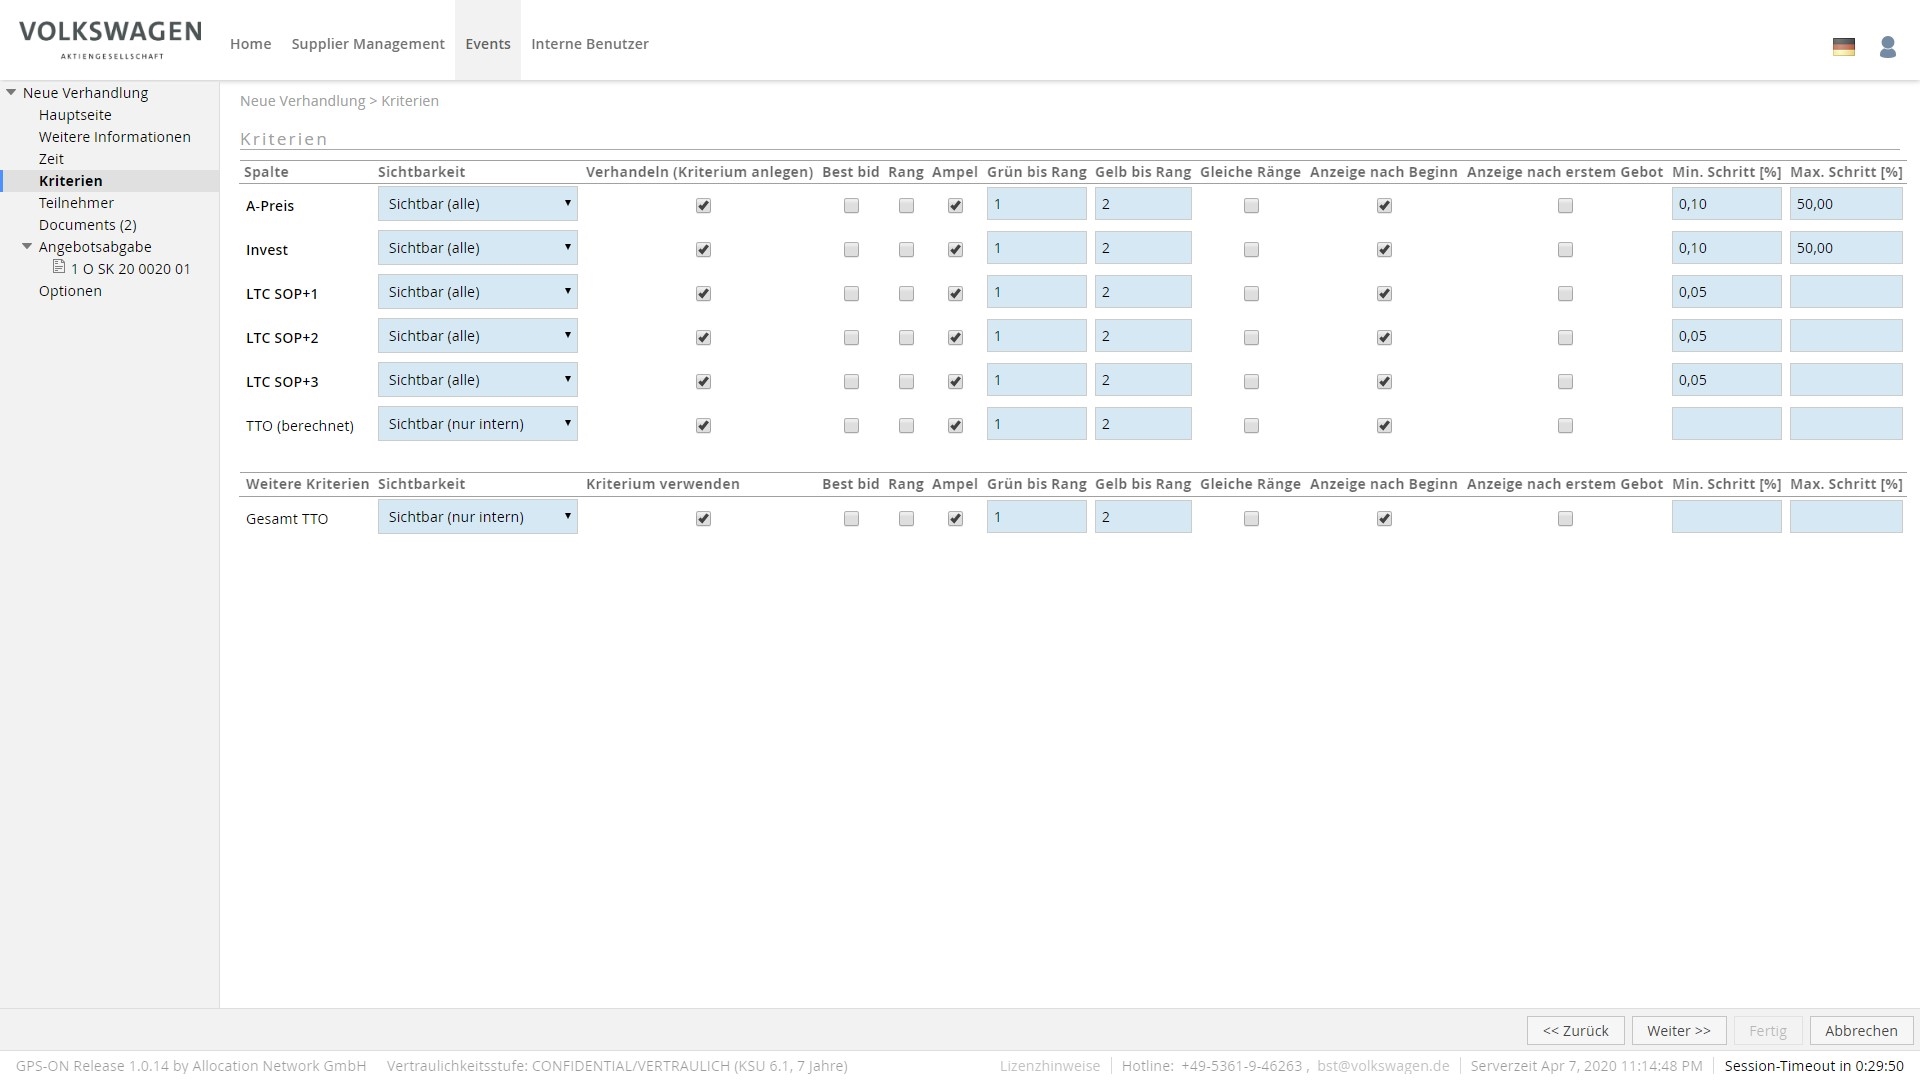 VOLKSWAGEN
AKTIENGESELLSCHAFT
Home Supplier Management Events Interne Benutzer
Neue Verhandlung
Hauptseite
Weitere Informationen
Zeit
Kriterien
Teilnehmer
Documents (2)
Angebotsabgabe
1 O SK 20 0020 01
Optionen
Neue Verhandlung > Kriterien
Kriterien
Spalte Sichtbarkeit Verhandeln (Kriterium anlegen) Best bid Rang Ampel Grün bis Rang Gelb bis Rang Gleiche Ränge Anzeige nach Beginn Anzeige nach erstem Gebot Min. Schritt [%] Max. Schritt [%]
A-Preis Sichtbar (alle) 1 2 0,10 50,00
Invest Sichtbar (alle) 1 2 0,10 50,00
LTC SOP+1 Sichtbar (alle) 1 2 0,05
LTC SOP+2 Sichtbar (alle) 1 2 0,05
LTC SOP+3 Sichtbar (alle) 1 2 0,05
TTO (berechnet) Sichtbar (nur intern) 1 2
Weitere Kriterien Sichtbarkeit Kriterium verwenden Best bid Rang Ampel Grün bis Rang Gelb bis Rang Gleiche Ränge Anzeige nach Beginn Anzeige nach erstem Gebot Min. Schritt [%] Max. Schritt [%]
Gesamt TTO Sichtbar (nur intern) 1 2
<< Zurück Weiter >> Fertig Abbrechen
GPS-ON Release 1.0.14 by Allocation Network GmbH Vertraulichkeitsstufe: CONFIDENTIAL/VERTRAULICH (KSU 6.1, 7 Jahre) Lizenzhinweise Hotline: +49-5361-9-46263 , bst@volkswagen.de Serverzeit Apr 7, 2020 11:14:48 PM Session-Timeout in 0:29:50